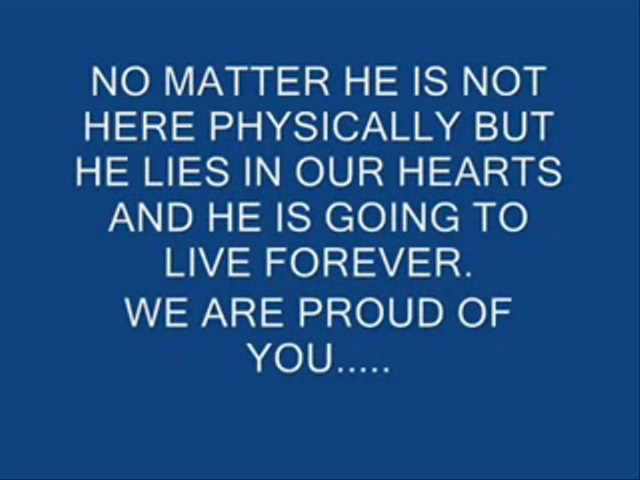 NO MATTER HE IS NOT
HERE PHYSICALLY BUT
HE LIES IN OUR HEARTS
AND HE IS GOING TO
LIVE FOREVER.
WE ARE PROUD OF
YOU.....